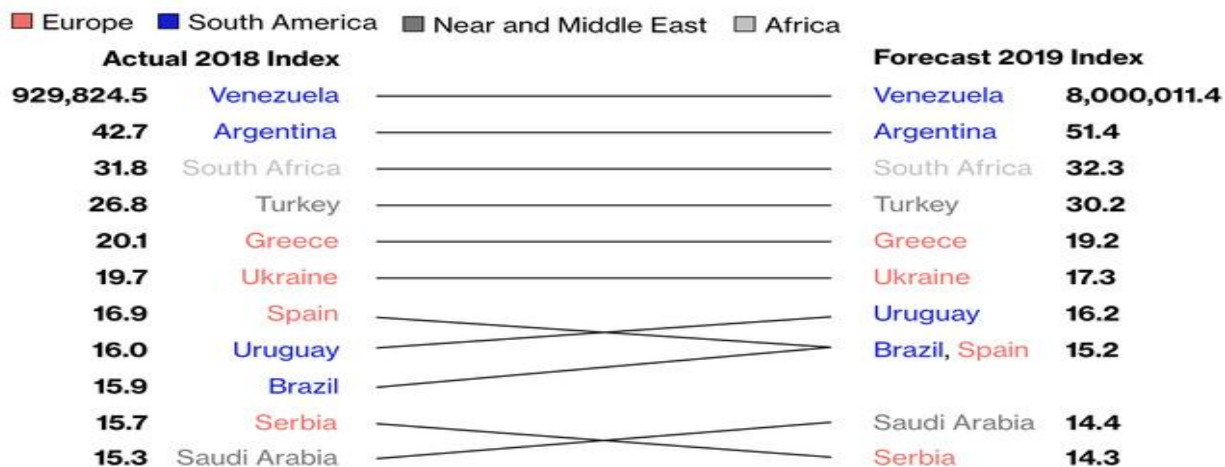 Europe South America Near and Middle East Africa
Actual 2018 Index Forecast 2019 Index
929,824.5 Venezuela Venezuela 8,000,011.4
42.7 Argentina Argentina 51.4
31.8 South Africa South Africa 32.3
26.8 Turkey Turkey 30.2
20.1 Greece Greece 19.2
19.7 Ukraine Ukraine 17.3
16.9 Spain Uruguay 16.2
16.0 Uruguay Brazil, Spain 15.2
15.9 Brazil
15.7 Serbia Saudi Arabia 14.4
15.3 Saudi Arabia Serbia 14.3